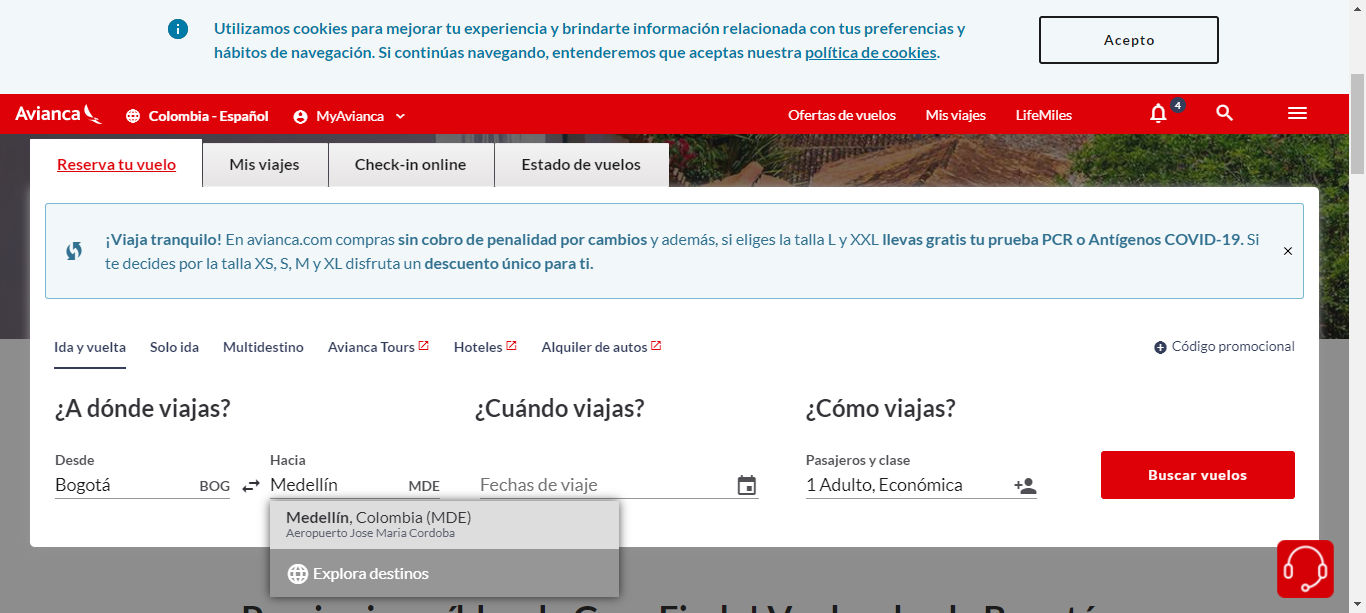 Utilizamos cookies para mejorar tu experiencia y brindarte información relacionada con tus preferencias y
hábitos de navegación. Si continúas navegando, entenderemos que aceptas nuestra política de cookies.
Acepto
Avianca
Colombia - Español
MyAvianca
Ofertas de vuelos
Mis viajes
LifeMiles
4
Reserva tu vuelo
Mis viajes
Check-in online
Estado de vuelos
¡Viaja tranquilo! En avianca.com compras sin cobro de penalidad por cambios y además, si eliges la talla L y XXL llevas gratis tu prueba PCR o Antígenos COVID-19. Si
te decides por la talla XS, S, M y XL disfruta un descuento único para ti.
Ida y vuelta
Solo ida
Multidestino
Avianca Tours
Hoteles
Alquiler de autos
Código promocional
¿A dónde viajas?
¿Cuándo viajas?
¿Cómo viajas?
Desde
Hacia
Pasajeros y clase
Bogotá
BOG
Medellín
MDE
Fechas de viaje
1 Adulto, Económica
Buscar vuelos
Medellín, Colombia (MDE)
Aeropuerto Jose Maria Cordoba
Explora destinos